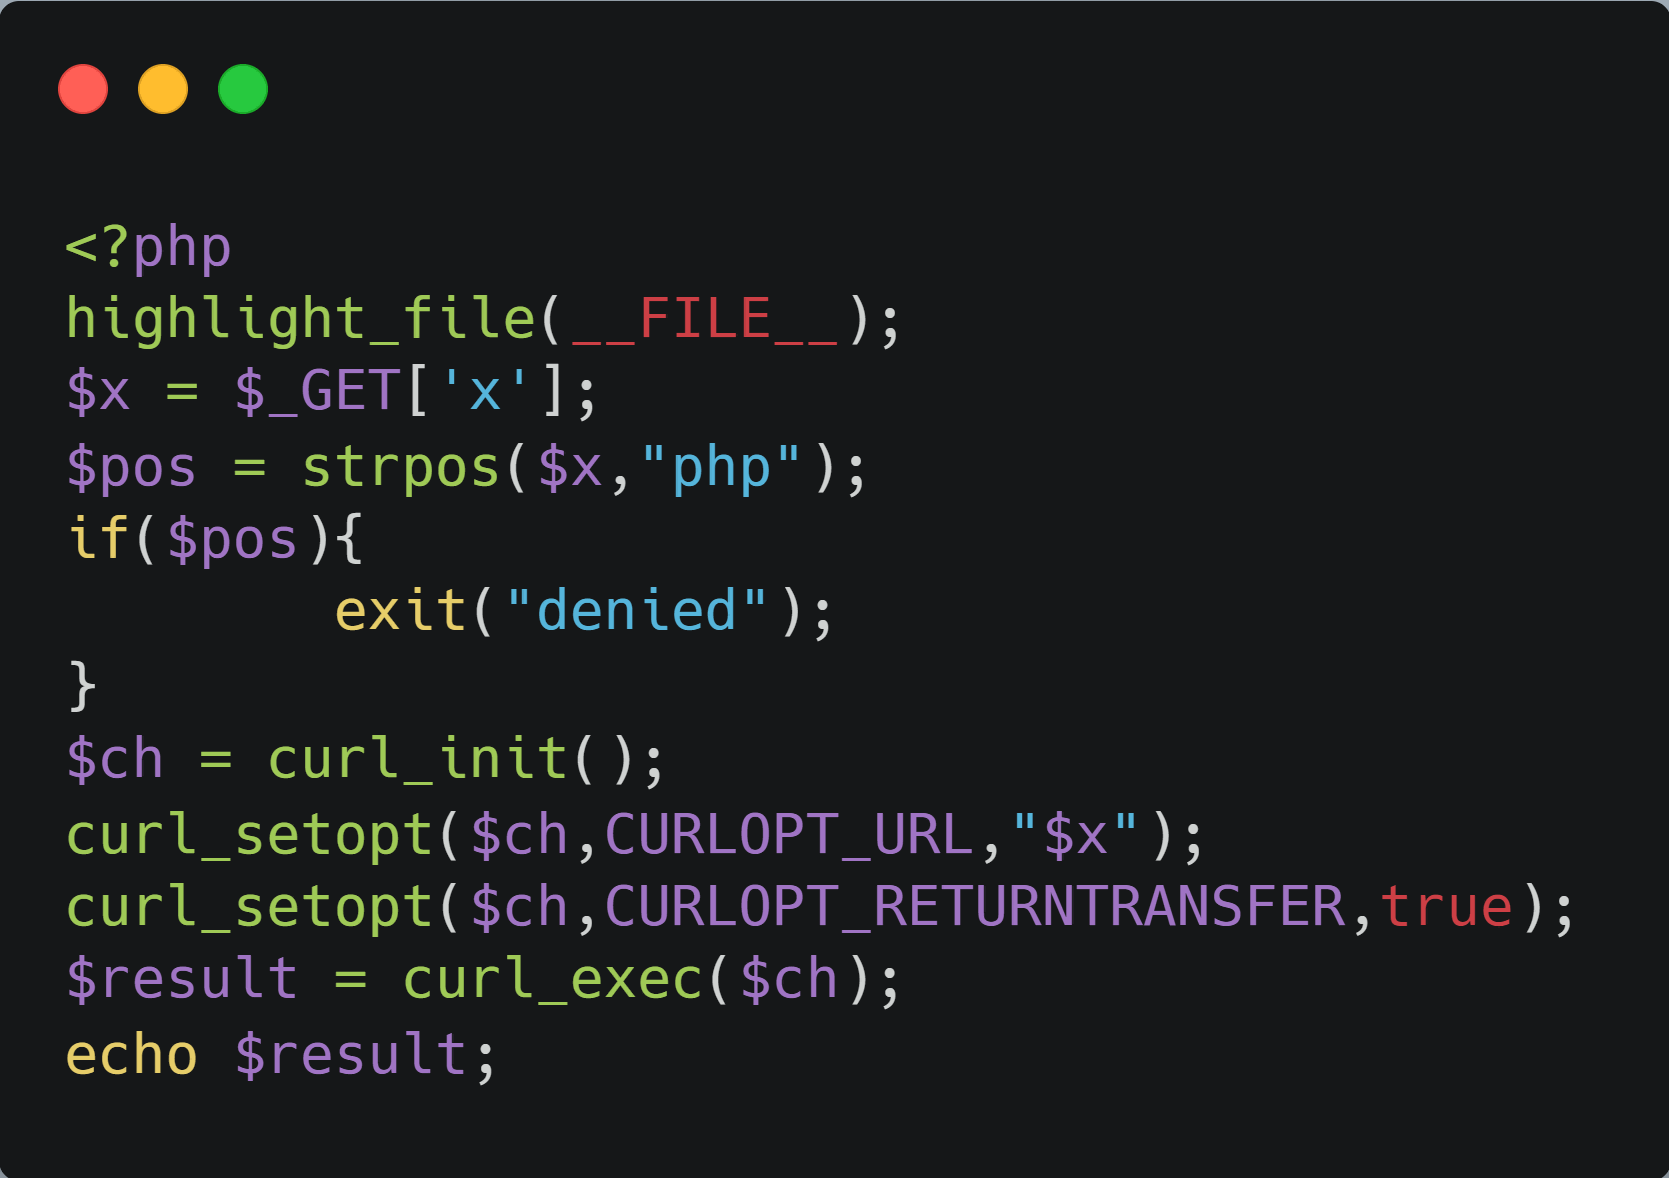 <?php
highlight_file(__FILE__);
$x = $_GET['x'];
$pos = strpos($x,"php");
if($pos){
        exit("denied");
}
$ch = curl_init();
curl_setopt($ch,CURLOPT_URL,"$x");
curl_setopt($ch,CURLOPT_RETURNTRANSFER,true);
$result = curl_exec($ch);
echo $result;